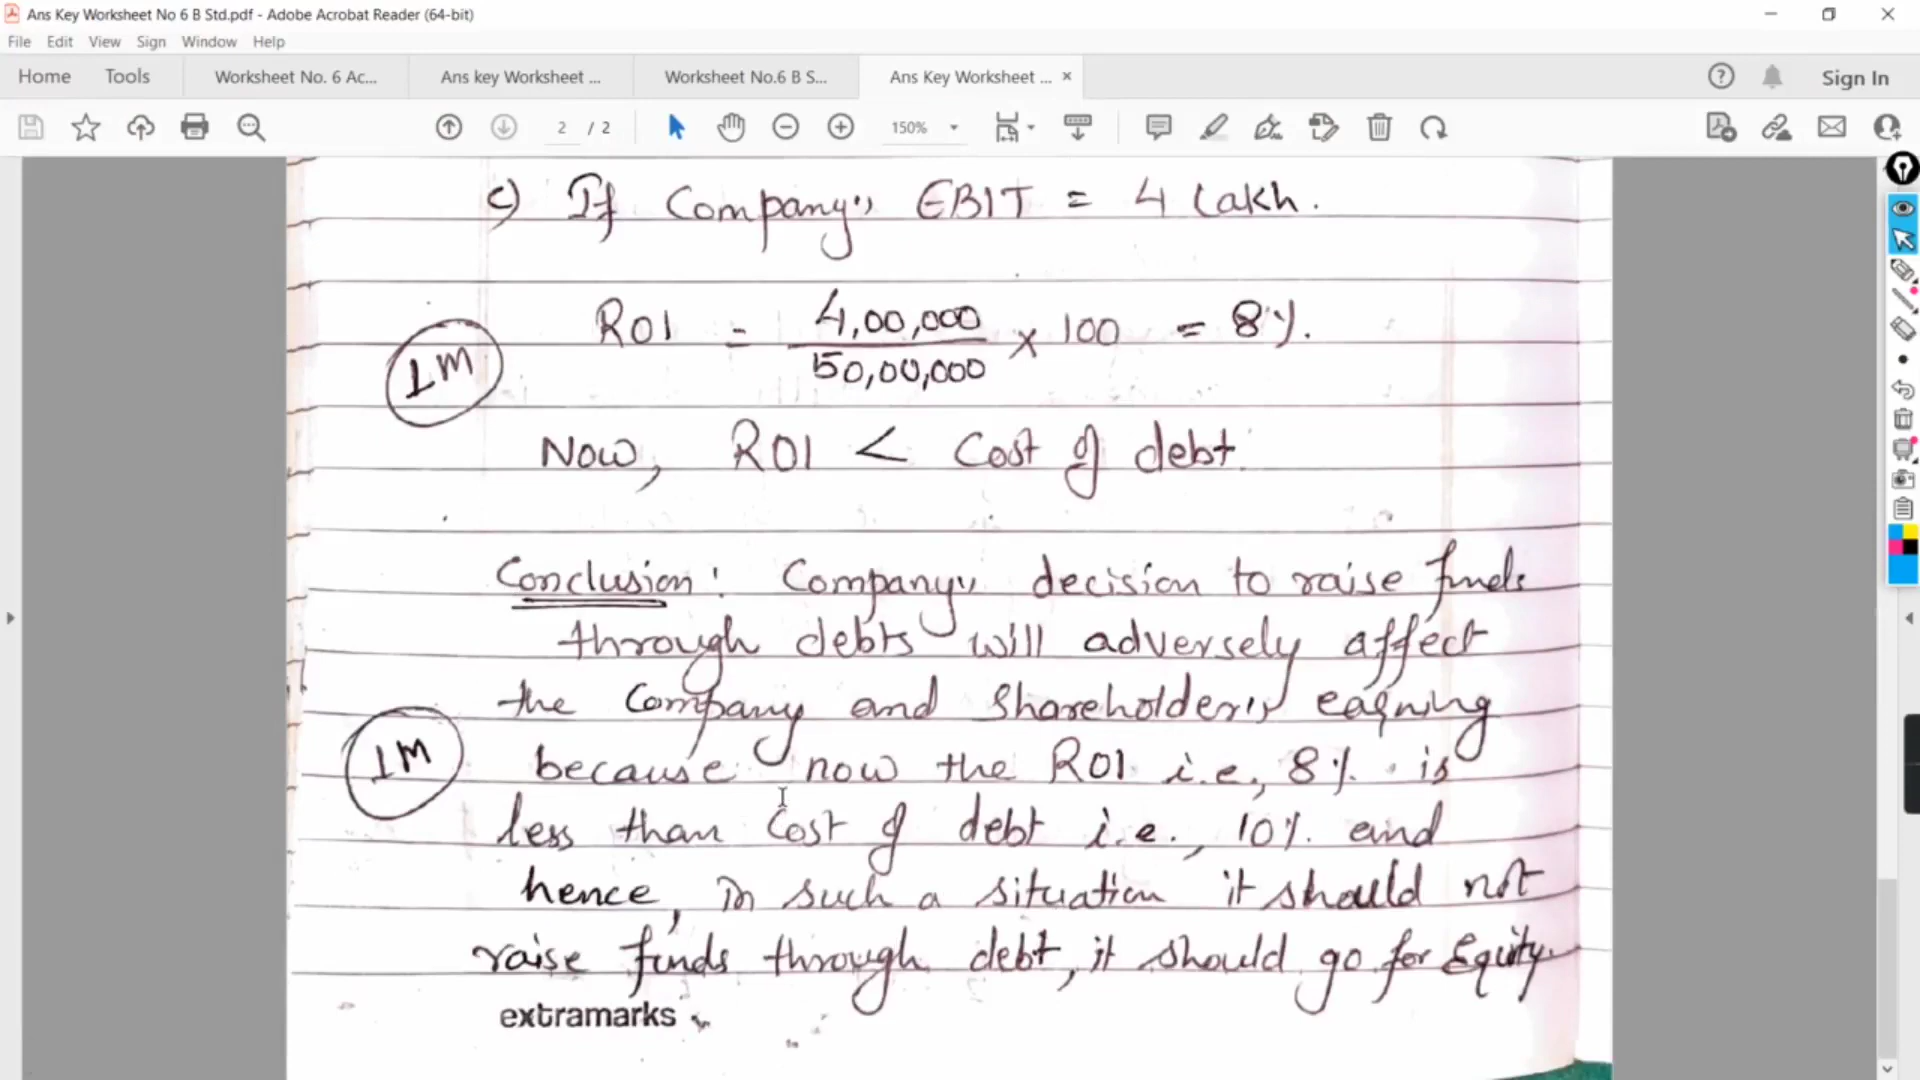 Ans Key Worksheet No 6 B Std.pdf - Adobe Acrobat Reader (64-bit)
File Edit View Sign Window Help
Home Tools Worksheet No. 6 Ac... Ans key Worksheet ... Worksheet No.6 B S... Ans Key Worksheet ... × Sign In
2 / 2 150%
c) If Company's EBIT = 4 Lakh.
ROI = 4,00,000 / 50,00,000 × 100 = 8%.
1M
Now, ROI < Cost of debt.
Conclusion: Company's decision to raise funds
through debts will adversely affect
the Company and Shareholder's earning
1M
because now the ROI i.e, 8% is
less than Cost of debt i.e., 10% and
hence, in such a situation it should not
raise funds through debt, it should go for Equity.
extramarks